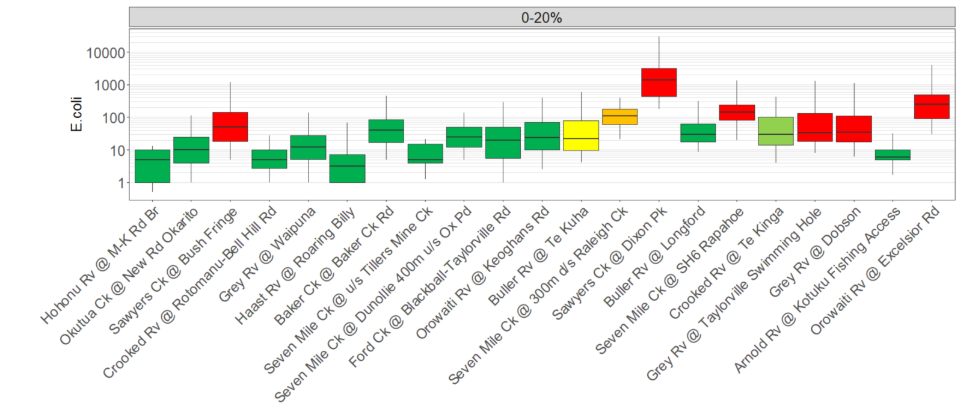 0-20%
E.coli
10000
1000
100
10
1
Hohonu Rv @ M-K Rd Br
Okutua Ck @ New Rd Okarito
Sawyers Ck @ Bush Fringe
Crooked Rv @ Rotomanu-Bell Hill Rd
Grey Rv @ Waipuna
Haast Rv @ Roaring Billy
Baker Ck @ Baker Ck Rd
Seven Mile Ck @ u/s Tillers Mine Ck
Seven Mile Ck @ Dunollie 400m u/s Ox Pd
Ford Ck @ Blackball-Taylorville Rd
Orowaiti Rv @ Keoghans Rd
Buller Rv @ Te Kuha
Seven Mile Ck @ 300m d/s Raleigh Ck
Sawyers Ck @ Dixon Pk
Buller Rv @ Longford
Seven Mile Ck @ SH6 Rapahoe
Crooked Rv @ Te Kinga
Grey Rv @ Taylorville Swimming Hole
Grey Rv @ Dobson
Arnold Rv @ Kotuku Fishing Access
Orowaiti Rv @ Excelsior Rd